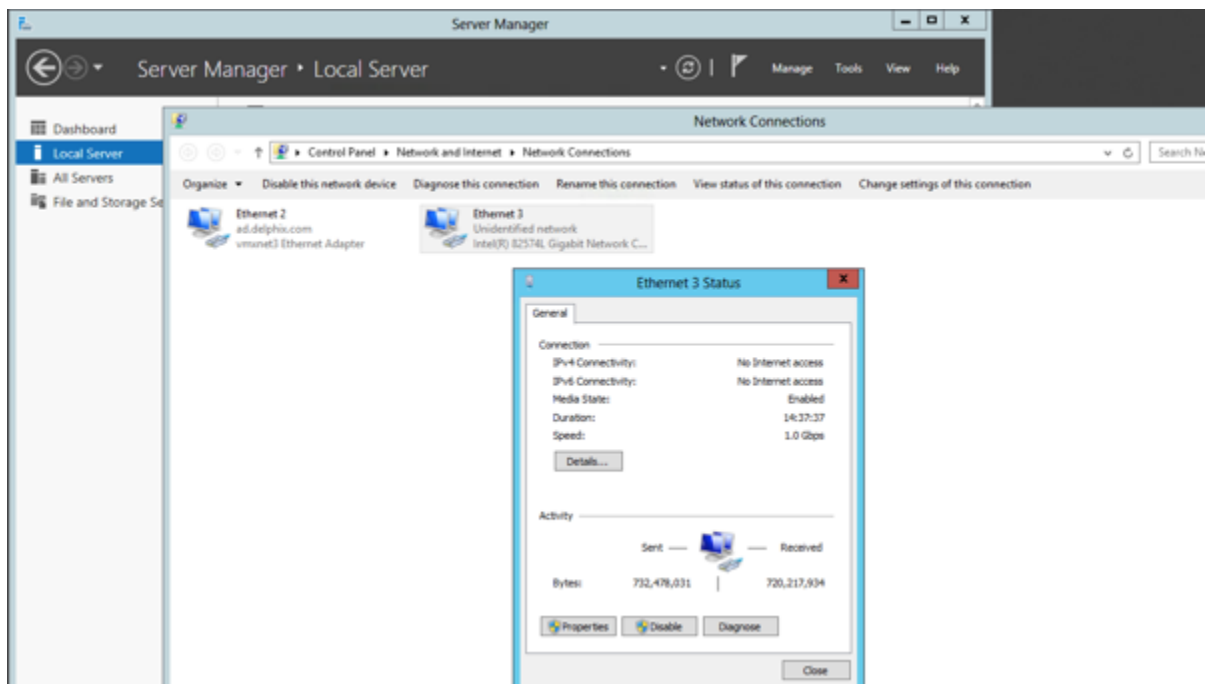 Server Manager
Server Manager • Local Server
Manage Tools View Help
Dashboard
Local Server
All Servers
File and Storage Se
Network Connections
Control Panel Network and Internet Network Connections
Search Ne
Organize Disable this network device Diagnose this connection Rename this connection View status of this connection Change settings of this connection
Ethernet 2
ad.delphix.com
vmxnet3 Ethernet Adapter
Ethernet 3
Unidentified network
Intel(R) 82574L Gigabit Network C...
Ethernet 3 Status
General
Connection
IPv4 Connectivity: No Internet access
IPv6 Connectivity: No Internet access
Media State: Enabled
Duration: 14:37:37
Speed: 1.0 Gbps
Details...
Activity
Sent Received
Bytes: 732,478,031 720,217,934
Properties Disable Diagnose
Close